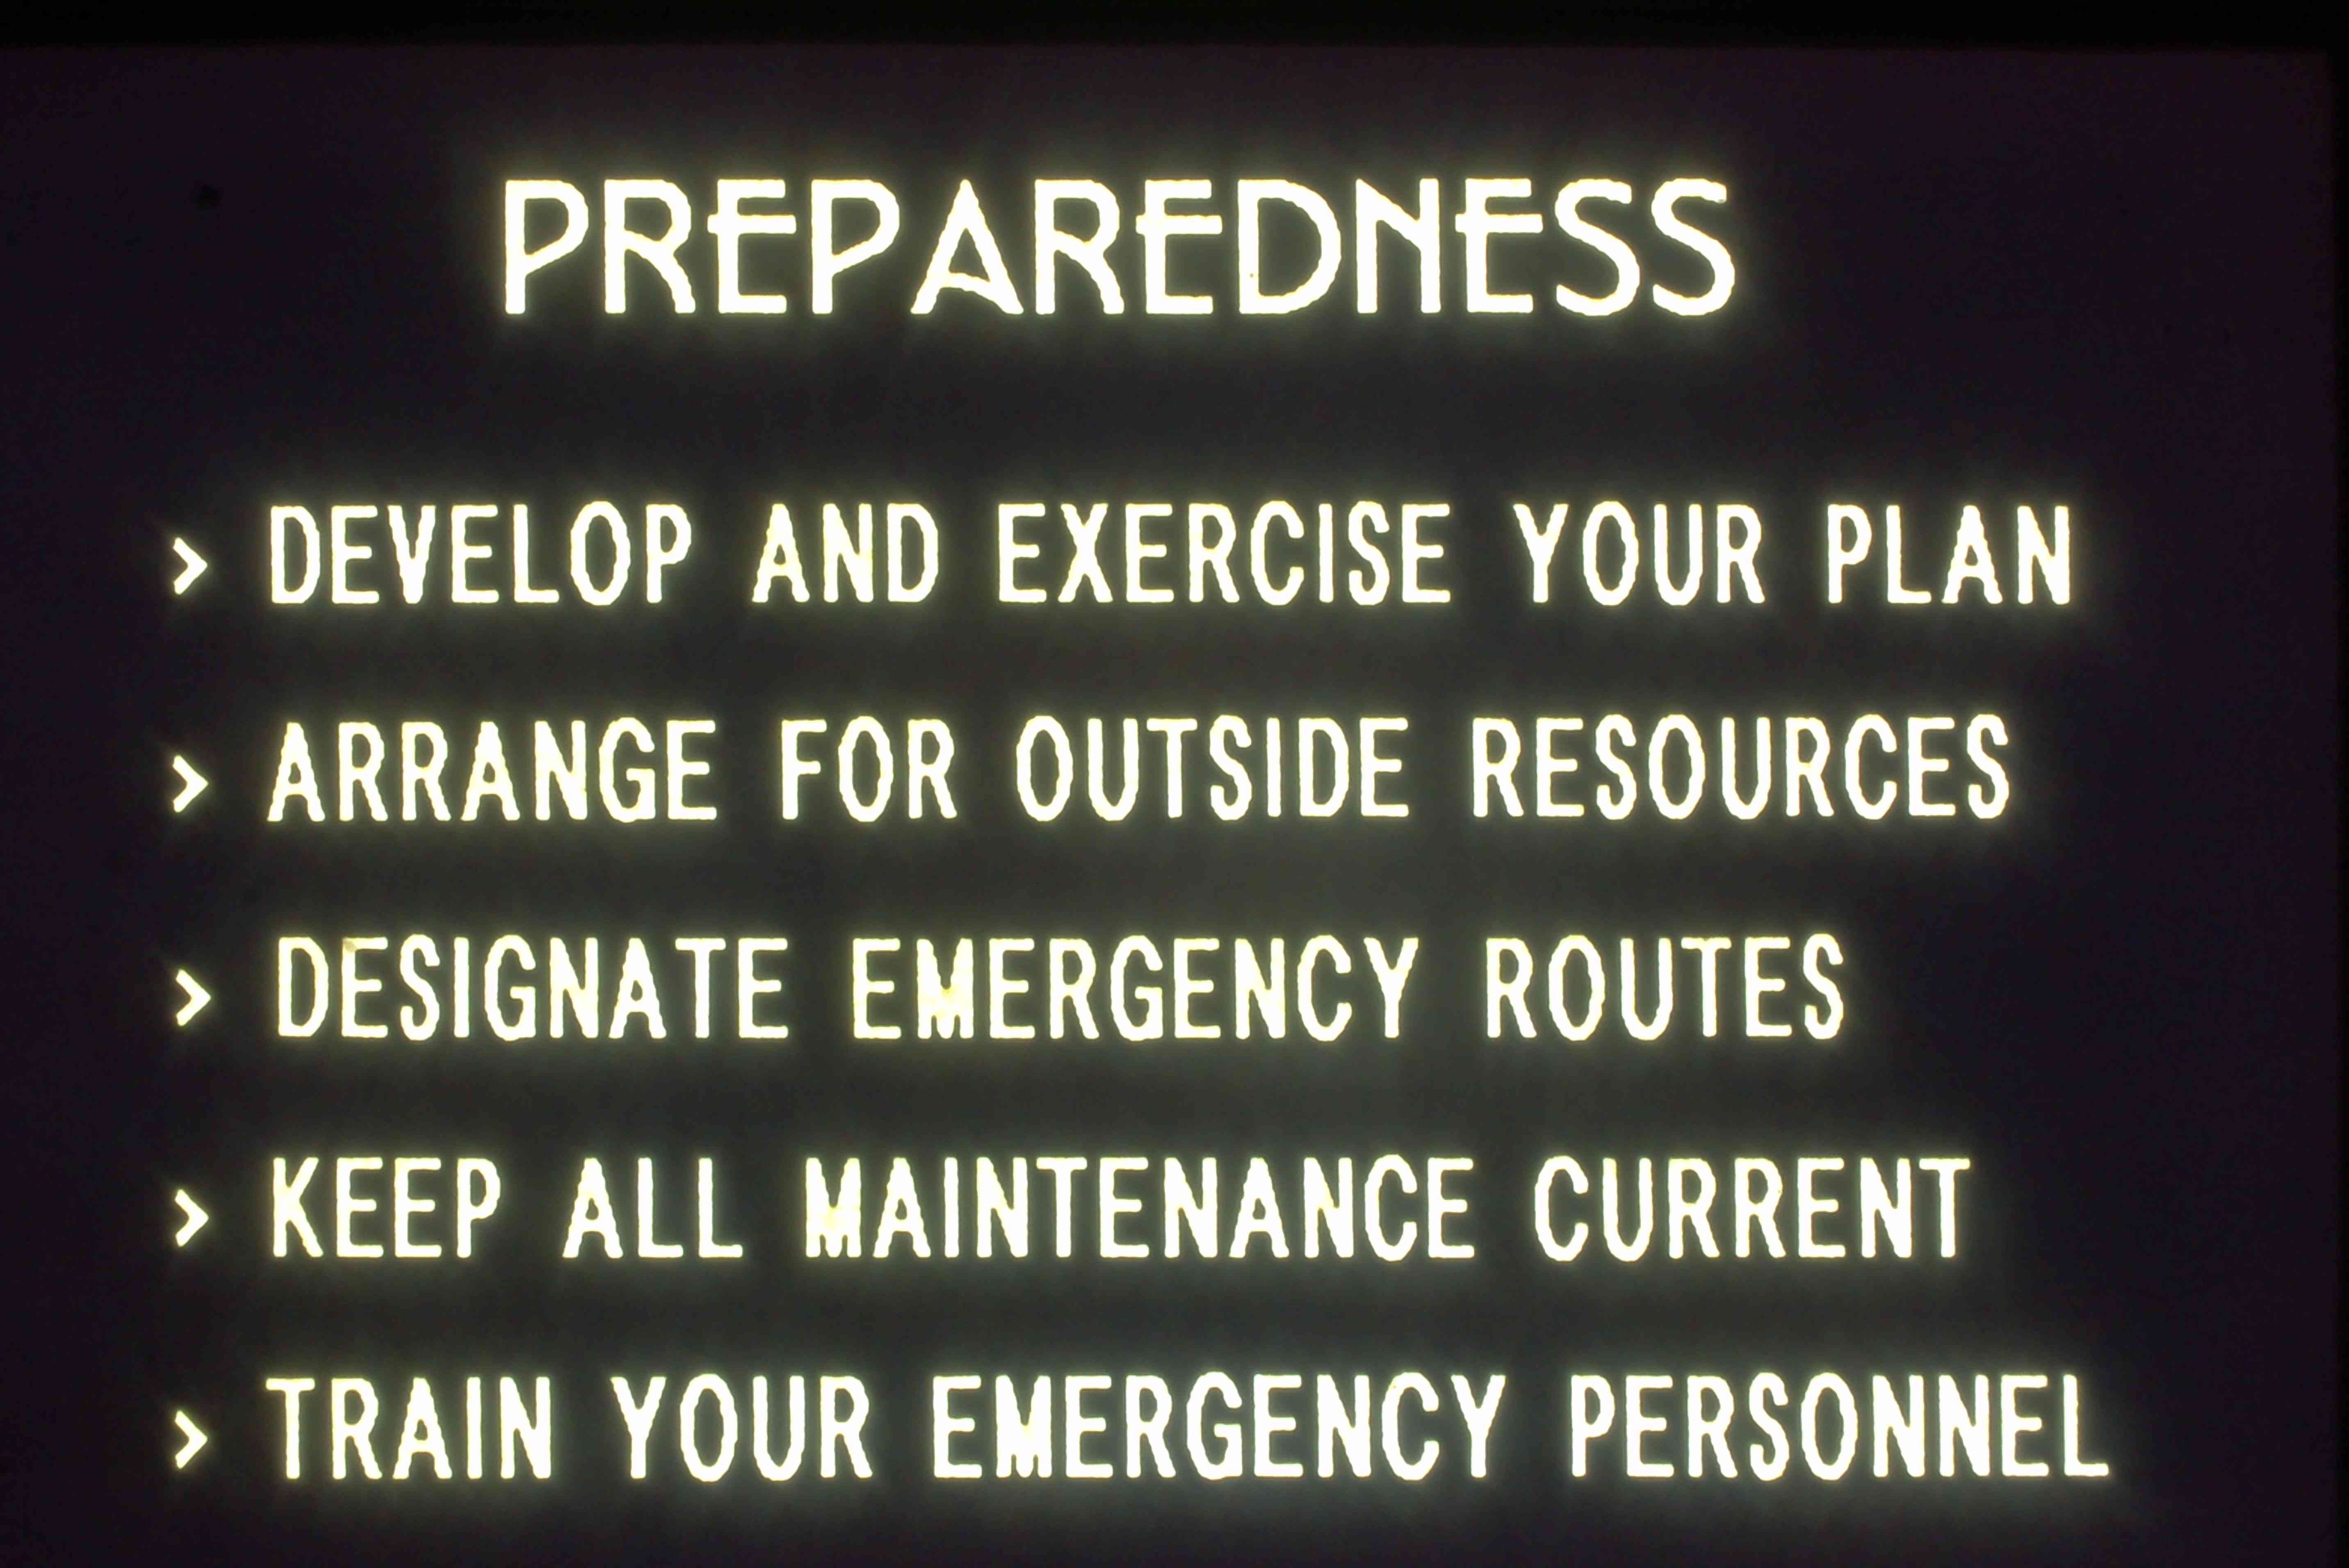 PREPAREDNESS
> DEVELOP AND EXERCISE YOUR PLAN
> ARRANGE FOR OUTSIDE RESOURCES
> DESIGNATE EMERGENCY ROUTES
> KEEP ALL MAINTENANCE CURRENT
> TRAIN YOUR EMERGENCY PERSONNEL